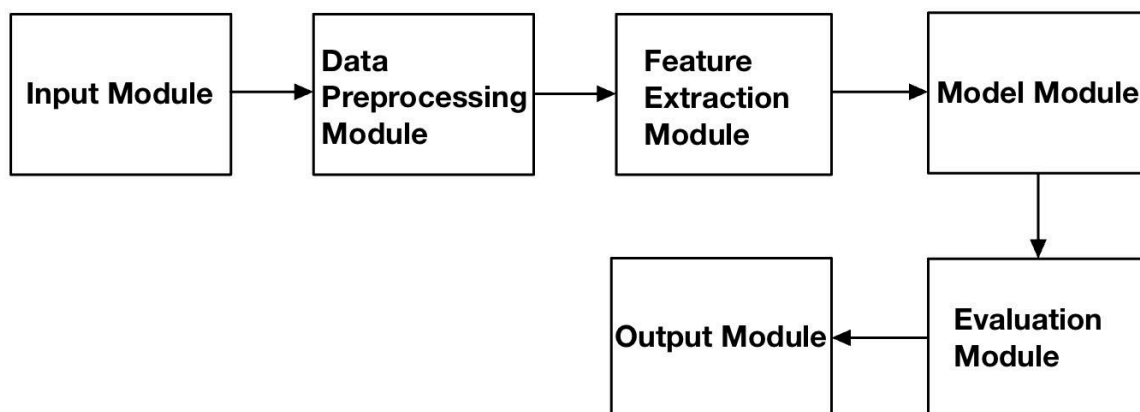 Input Module
Data
Preprocessing
Module
Feature
Extraction
Module
Model Module
Output Module
Evaluation
Module